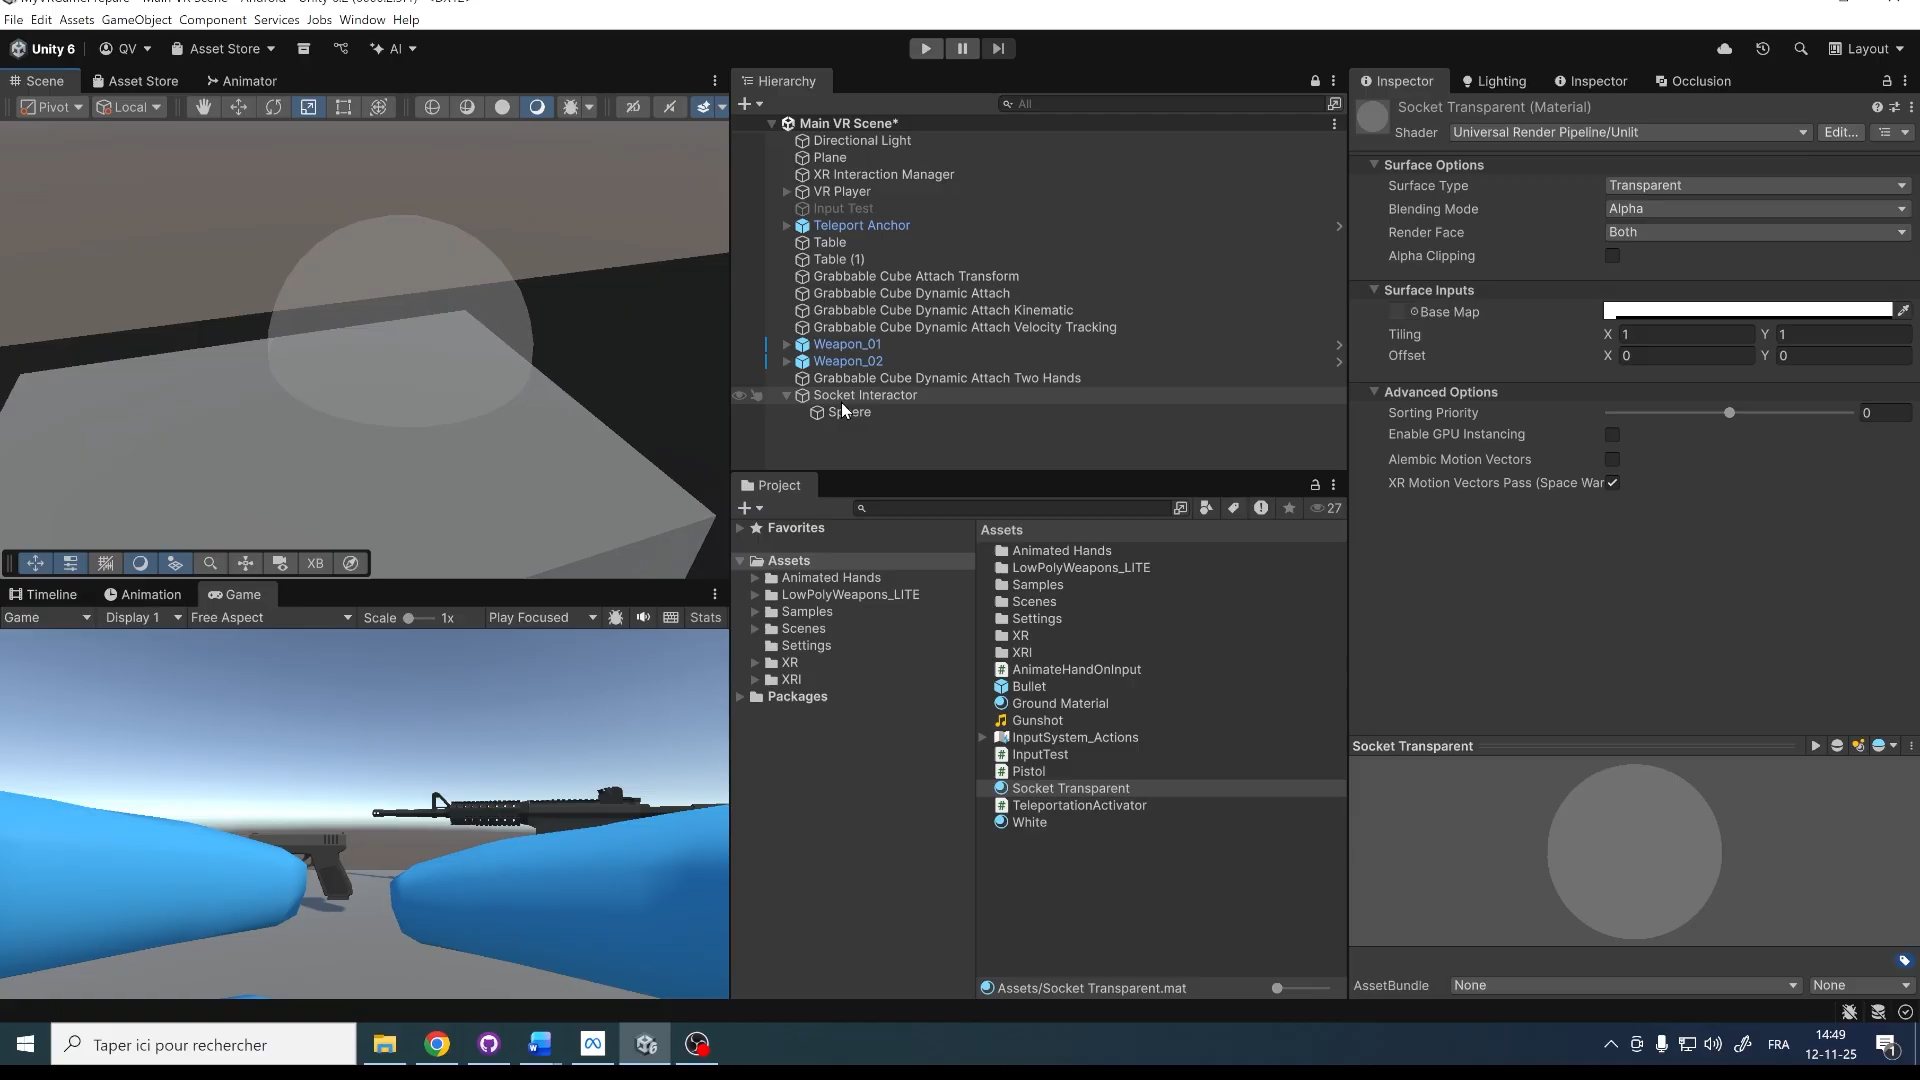 File Edit Assets GameObject Component Services Jobs Window Help
Unity 6 QV Asset Store AI Layout
Scene Asset Store Animator
Pivot Local 2D
XB
Timeline Animation Game
Game Display 1 Free Aspect Scale 1x Play Focused Stats
Hierarchy
All
Main VR Scene*
Directional Light
Plane
XR Interaction Manager
VR Player
Input Test
Teleport Anchor
Table
Table (1)
Grabbable Cube Attach Transform
Grabbable Cube Dynamic Attach
Grabbable Cube Dynamic Attach Kinematic
Grabbable Cube Dynamic Attach Velocity Tracking
Weapon_01
Weapon_02
Grabbable Cube Dynamic Attach Two Hands
Socket Interactor
Sphere
Project
27
Favorites
Assets
Animated Hands
LowPolyWeapons_LITE
Samples
Scenes
Settings
XR
XRI
Packages
Assets
Animated Hands
LowPolyWeapons_LITE
Samples
Scenes
Settings
XR
XRI
AnimateHandOnInput
Bullet
Ground Material
Gunshot
InputSystem_Actions
InputTest
Pistol
Socket Transparent
TeleportationActivator
White
Assets/Socket Transparent.mat
Inspector Lighting Inspector Occlusion
Socket Transparent (Material)
Shader Universal Render Pipeline/Unlit Edit...
Surface Options
Surface Type Transparent
Blending Mode Alpha
Render Face Both
Alpha Clipping
Surface Inputs
Base Map
Tiling X 1 Y 1
Offset X 0 Y 0
Advanced Options
Sorting Priority 0
Enable GPU Instancing
Alembic Motion Vectors
XR Motion Vectors Pass (Space War
Socket Transparent
AssetBundle None None
Taper ici pour rechercher
FRA
14:49
12-11-25
1